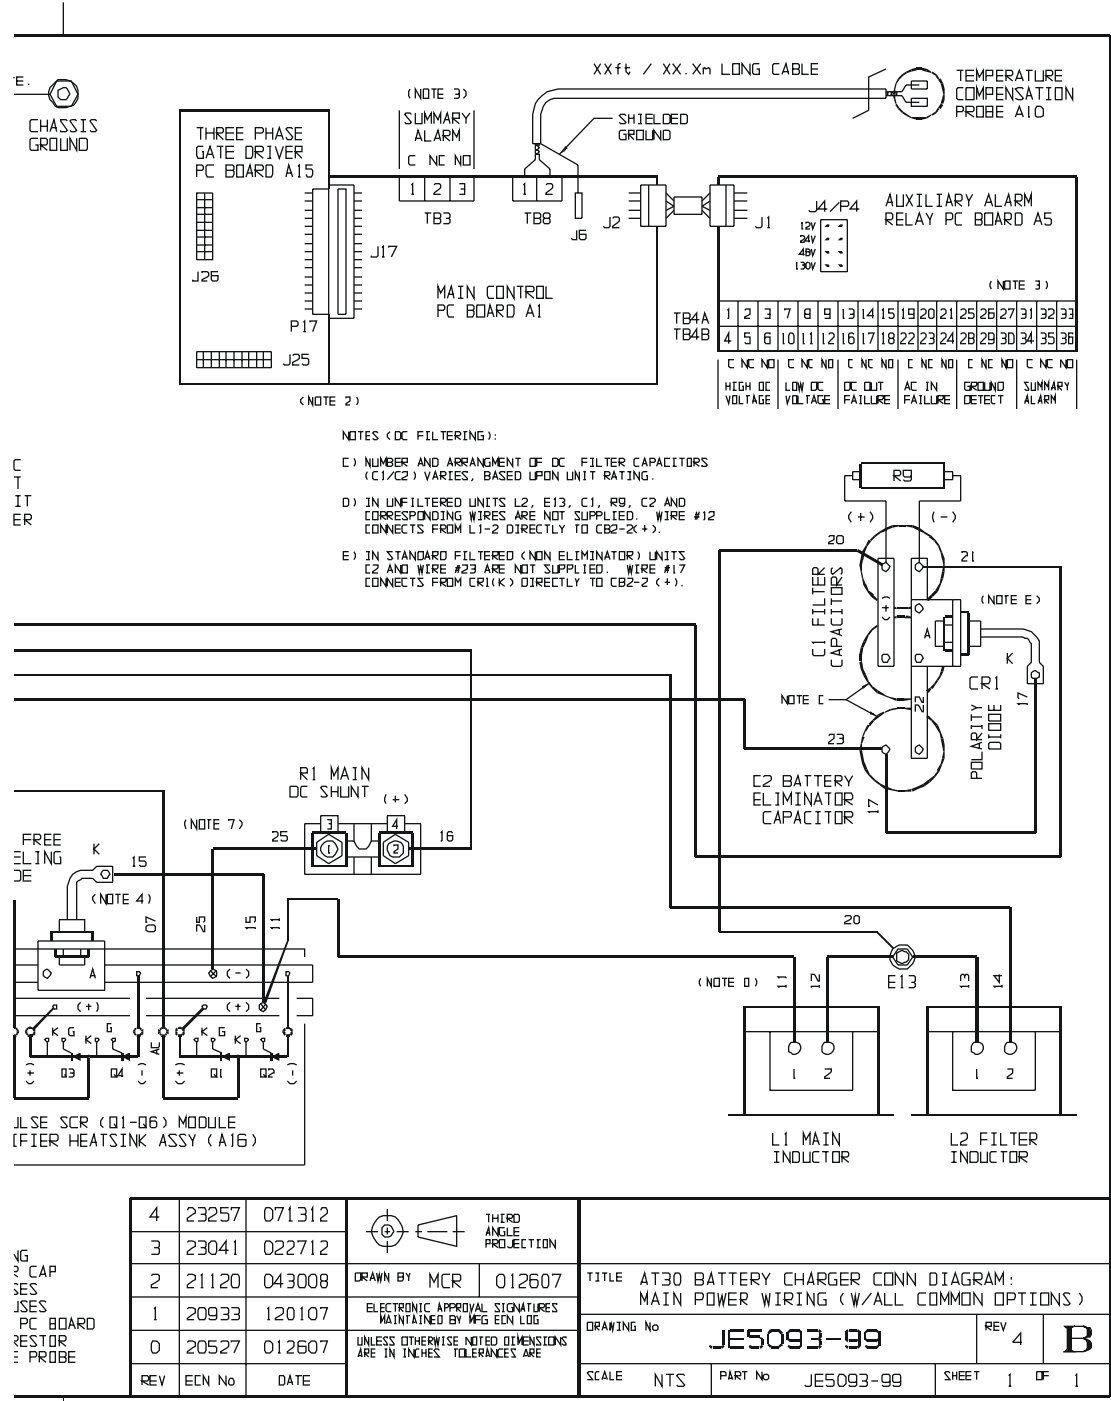 XXft / XX.Xm LONG CABLE
TEMPERATURE
COMPENSATION
PROBE A10
TE.
CHASSIS
GROUND
(NOTE 3)
SUMMARY
ALARM
C NC NO
1 2 3
TB3
1 2
TB8
SHIELDED
GROUND
THREE PHASE
GATE DRIVER
PC BOARD A15
J26
J17
P17
J25
J6
J2
J1
MAIN CONTROL
PC BOARD A1
(NOTE 2)
J4/P4
12V
24V
48V
130V
AUXILIARY ALARM
RELAY PC BOARD A5
(NOTE 3)
TB4A 1 2 3 7 8 9 13 14 15 19 20 21 25 26 27 31 32 33
TB4B 4 5 6 10 11 12 16 17 18 22 23 24 28 29 30 34 35 36
C NC NO C NC NO C NC NO C NC NO C NC NO C NC NO
HIGH DC VOLTAGE
LOW DC VOLTAGE
DC OUT FAILURE
AC IN FAILURE
GROUND DETECT
SUMMARY ALARM
NOTES (DC FILTERING):
C) NUMBER AND ARRANGMENT OF DC FILTER CAPACITORS
(C1/C2) VARIES, BASED UPON UNIT RATING.
D) IN UNFILTERED UNITS L2, E13, C1, R9, C2 AND
CORRESPONDING WIRES ARE NOT SUPPLIED. WIRE #12
CONNECTS FROM L1-2 DIRECTLY TO CB2-2(+).
E) IN STANDARD FILTERED (NON ELIMINATOR) UNITS
C2 AND WIRE #23 ARE NOT SUPPLIED. WIRE #17
CONNECTS FROM CR1(K) DIRECTLY TO CB2-2 (+).
C
T
IT
ER
R9
(+) (-)
20
21
(+)
C1 FILTER
CAPACITORS
(NOTE E)
A
K
CR1
POLARITY
DIODE
17
NOTE C
22
23
C2 BATTERY
ELIMINATOR
CAPACITOR
17
R1 MAIN
DC SHUNT
(+)
3 4
1 2
(NOTE 7)
25
16
FREE
ELING
DE
K
15
(NOTE 4)
07
25
15
11
A
(-)
(+) (+)
K G K G
K G K G
AC
(+) Q3 Q4 (-)
(+) Q1 Q2 (-)
ULSE SCR (Q1-Q6) MODULE
IFIER HEATSINK ASSY (A16)
20
E13
(NOTE D)
11
12
13
14
1 2
1 2
L1 MAIN
INDUCTOR
L2 FILTER
INDUCTOR
NG
R CAP
SES
USES
PC BOARD
RESTOR
E PROBE
4 23257 071312
3 23041 022712
2 21120 043008
1 20933 120107
0 20527 012607
REV ECN No DATE
THIRD
ANGLE
PROJECTION
DRAWN BY MCR 012607
ELECTRONIC APPROVAL SIGNATURES
MAINTAINED BY MFG ECN LOG
UNLESS OTHERWISE NOTED DIMENSIONS
ARE IN INCHES TOLERANCES ARE
TITLE AT30 BATTERY CHARGER CONN DIAGRAM:
MAIN POWER WIRING (W/ALL COMMON OPTIONS)
DRAWING No JE5093-99
REV 4
B
SCALE NTS
PART No JE5093-99
SHEET 1 OF 1